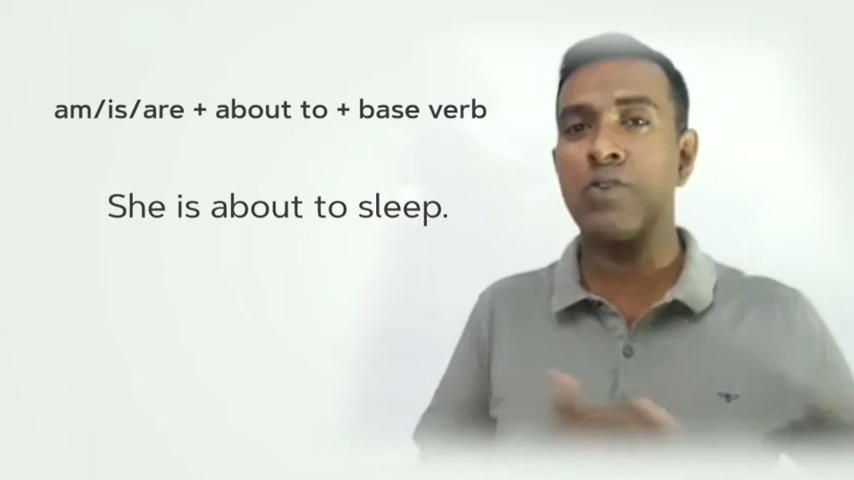 am/is/are + about to + base verb
She is about to sleep.